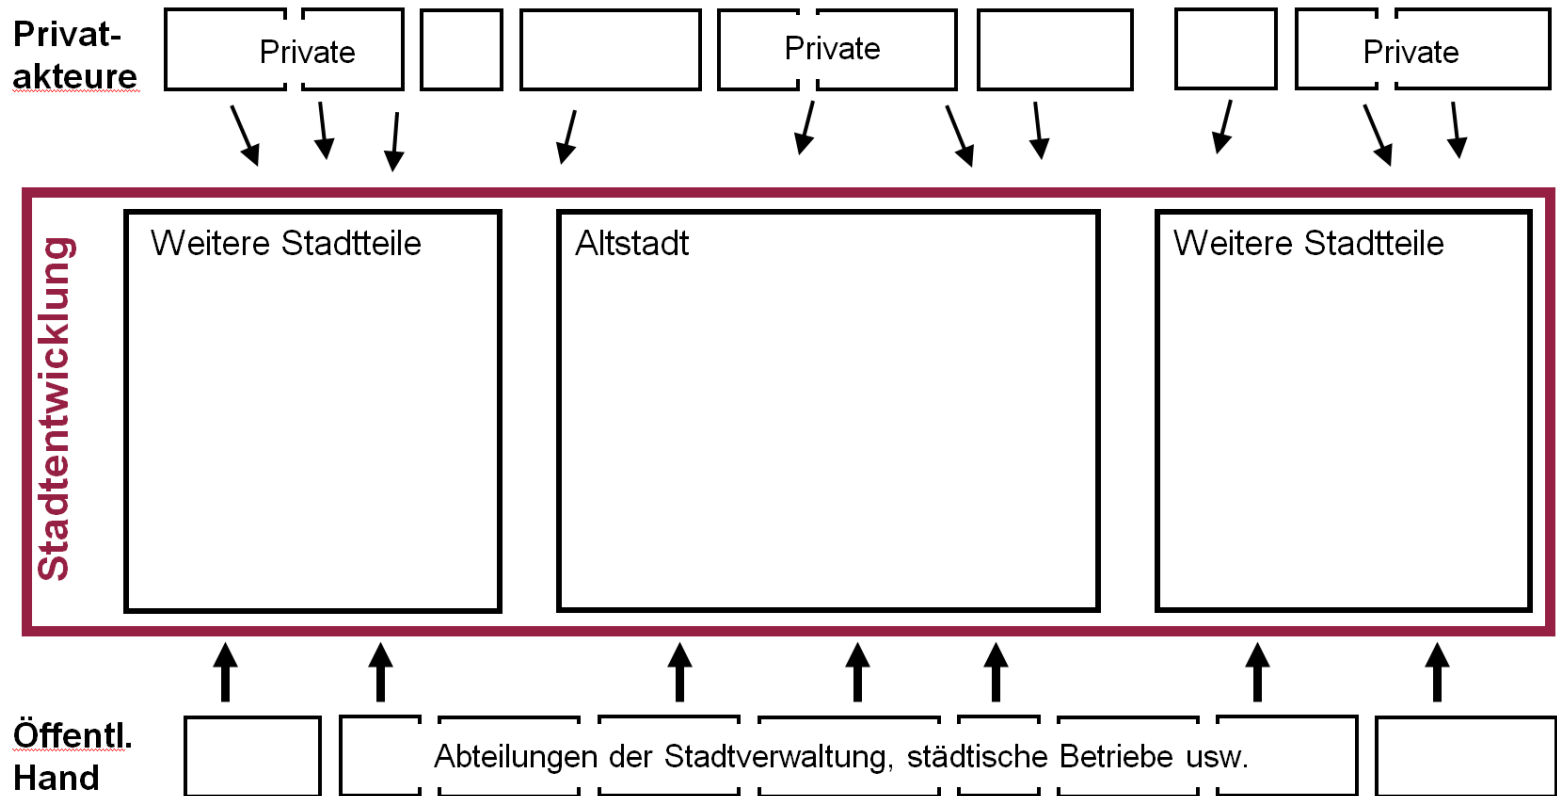 Privat-
akteure
Private
Private
Private
Stadtentwicklung
Weitere Stadtteile
Altstadt
Weitere Stadtteile
Öffentl.
Hand
Abteilungen der Stadtverwaltung, städtische Betriebe usw.